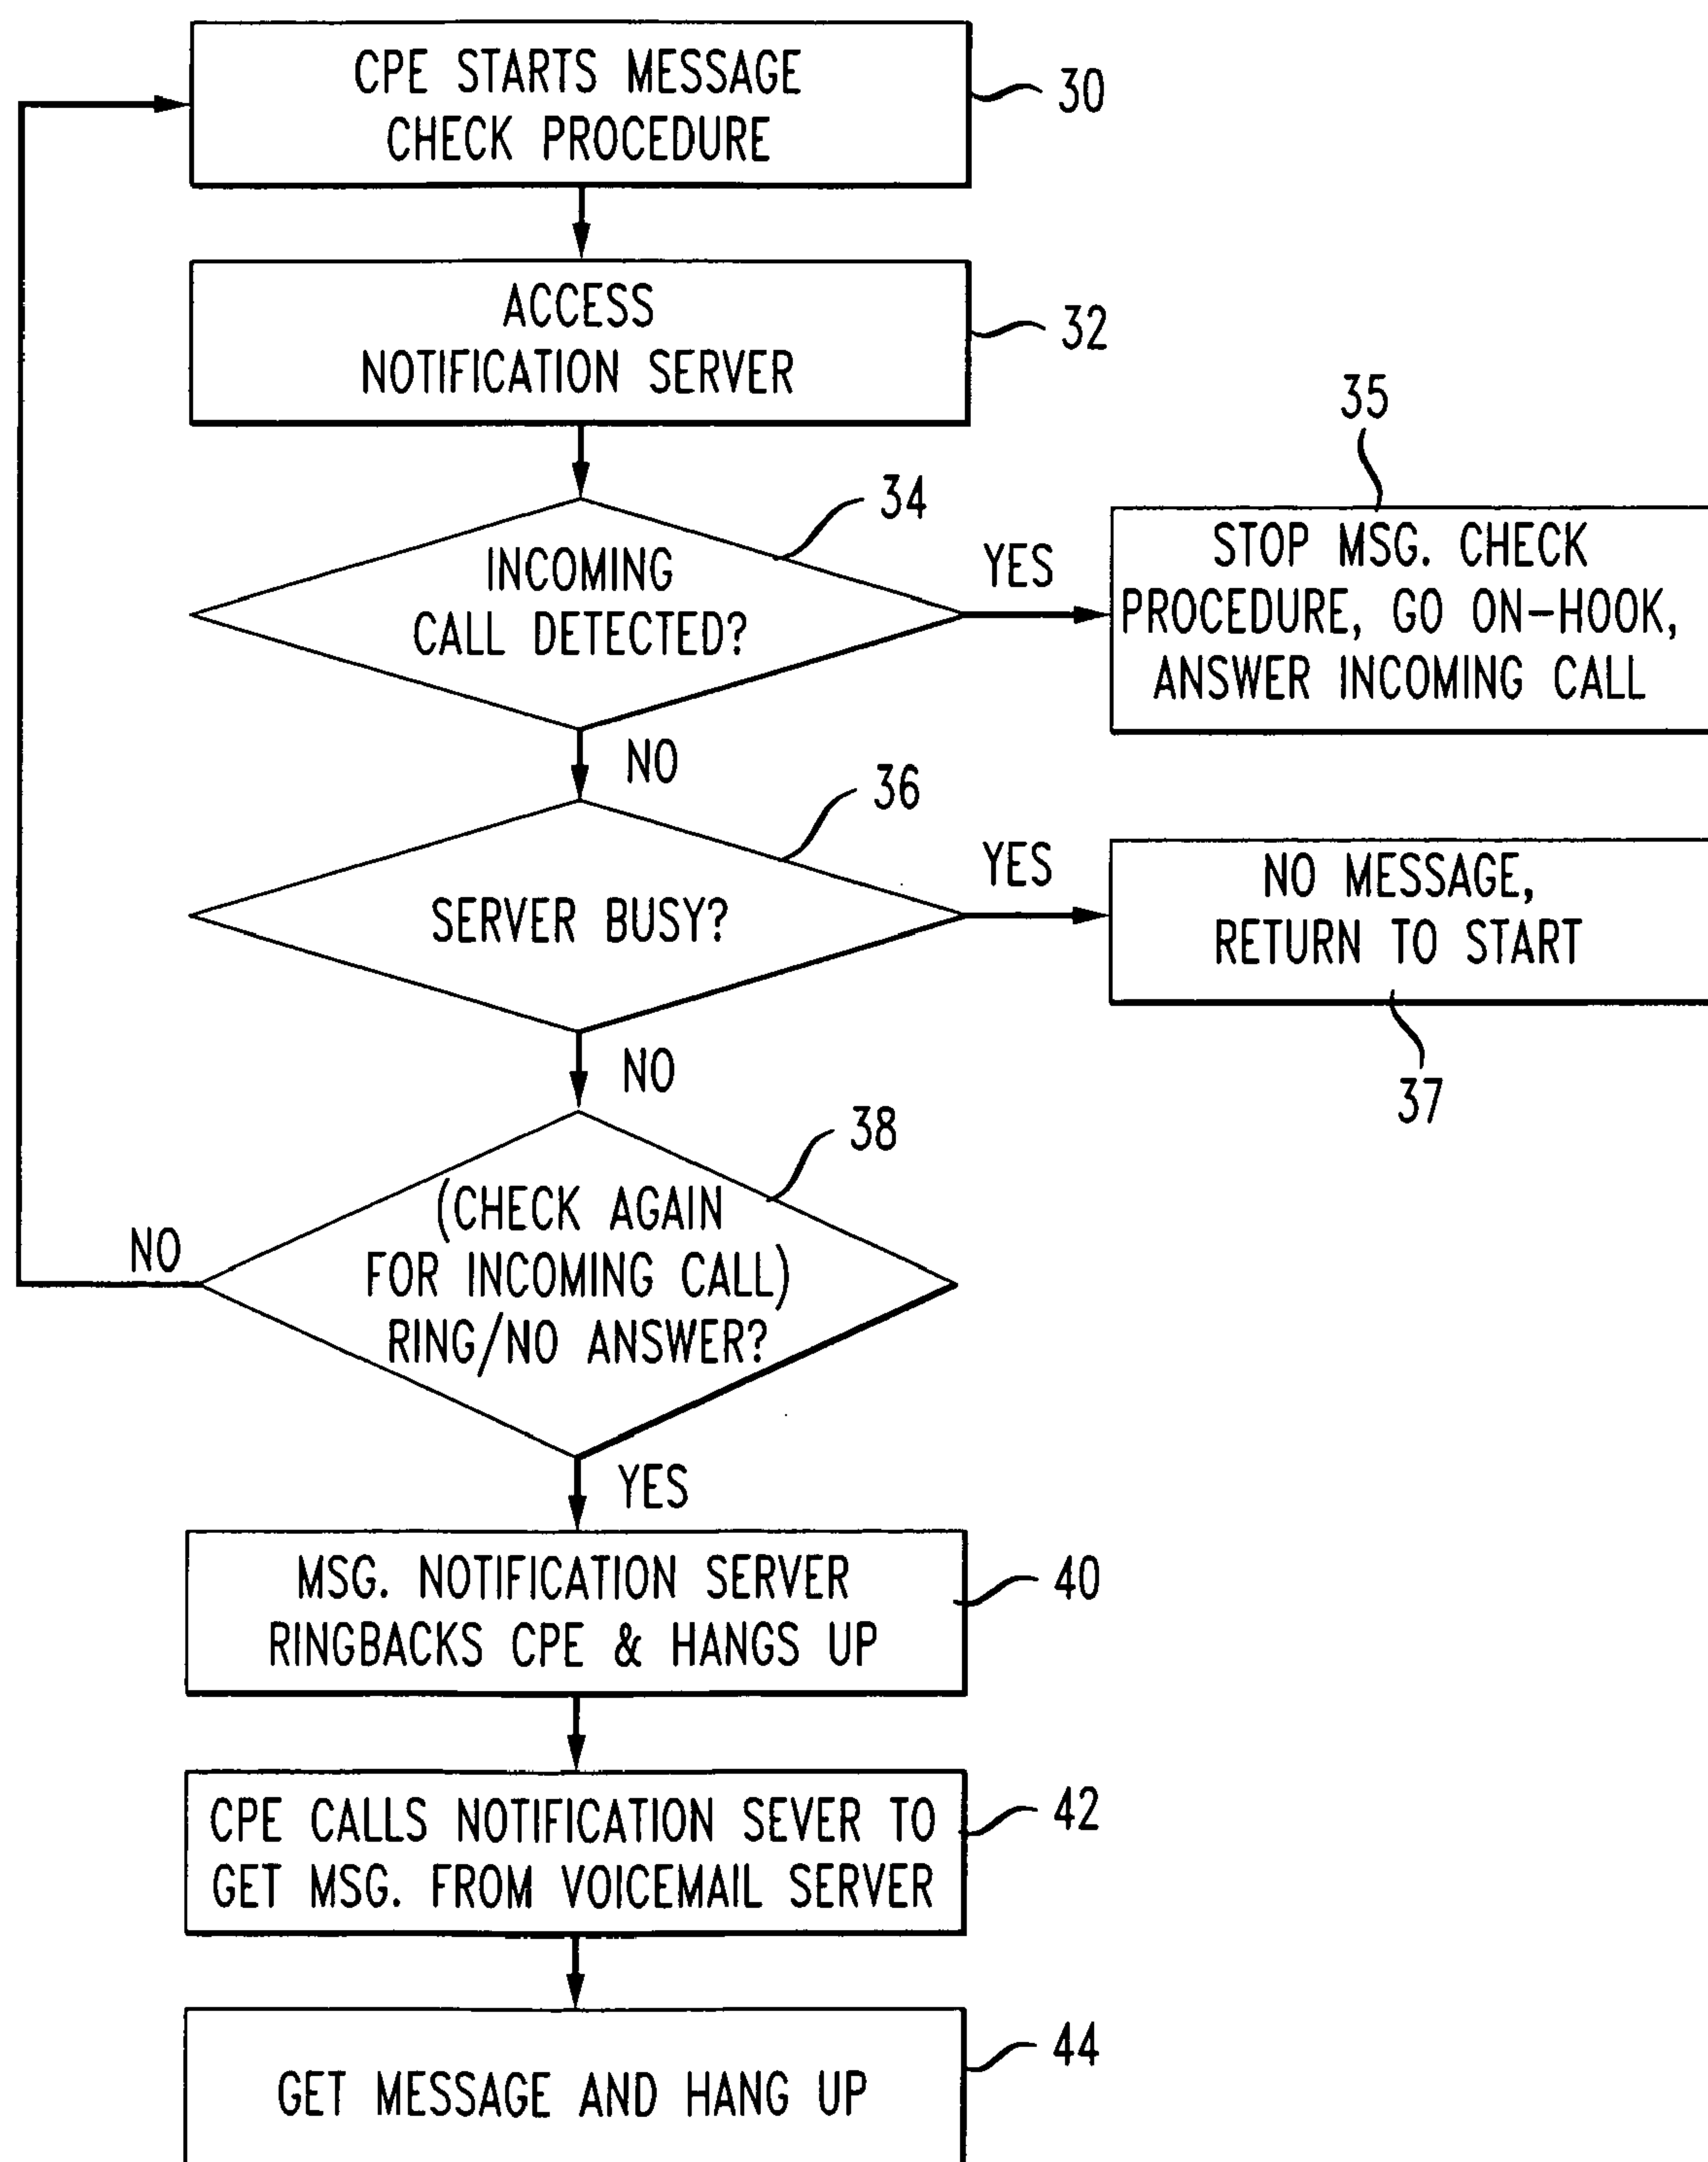 CPE STARTS MESSAGE
CHECK PROCEDURE
30
ACCESS
NOTIFICATION SERVER
32
34
INCOMING
CALL DETECTED?
YES
35
STOP MSG. CHECK
PROCEDURE, GO ON-HOOK,
ANSWER INCOMING CALL
NO
36
SERVER BUSY?
YES
NO MESSAGE,
RETURN TO START
37
NO
38
(CHECK AGAIN
FOR INCOMING CALL)
RING/NO ANSWER?
NO
YES
MSG. NOTIFICATION SERVER
RINGBACKS CPE & HANGS UP
40
CPE CALLS NOTIFICATION SEVER TO
GET MSG. FROM VOICEMAIL SERVER
42
GET MESSAGE AND HANG UP
44